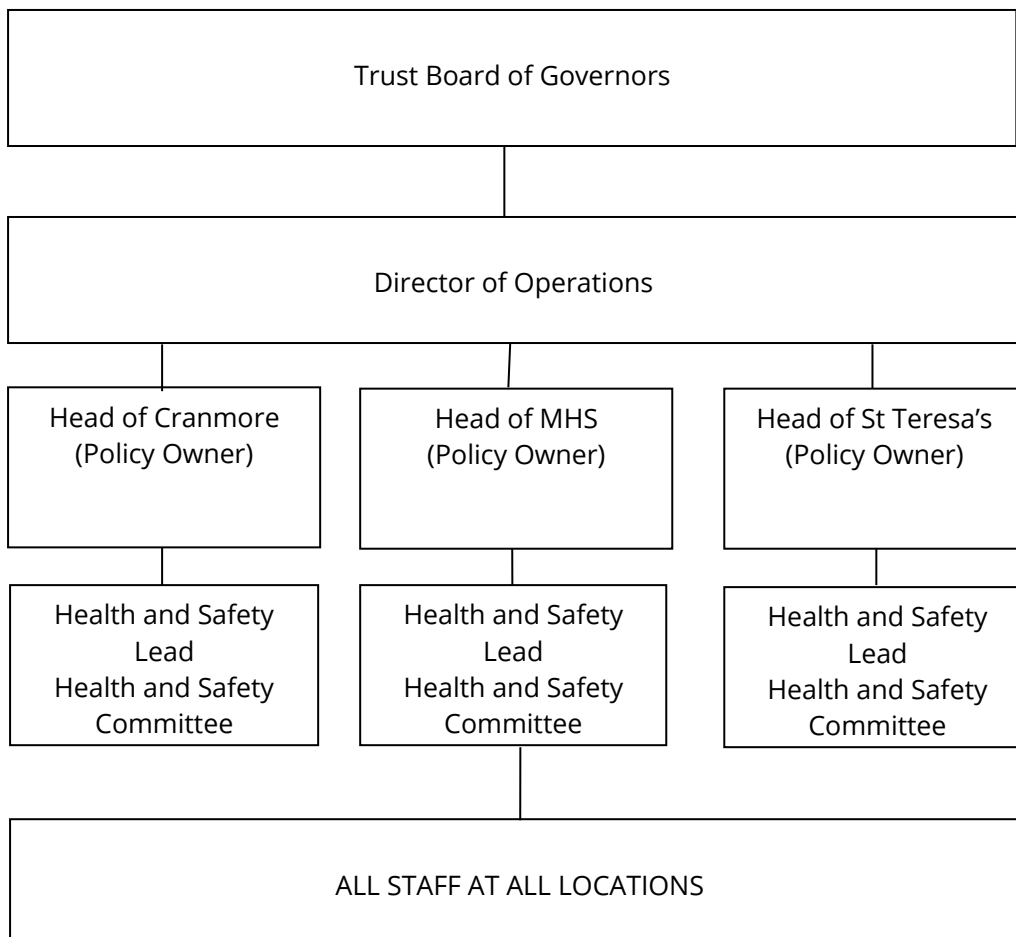 Trust Board of Governors
Director of Operations
Head of Cranmore
(Policy Owner)
Head of MHS
(Policy Owner)
Head of St Teresa’s
(Policy Owner)
Health and Safety
Lead
Health and Safety
Committee
Health and Safety
Lead
Health and Safety
Committee
Health and Safety
Lead
Health and Safety
Committee
ALL STAFF AT ALL LOCATIONS